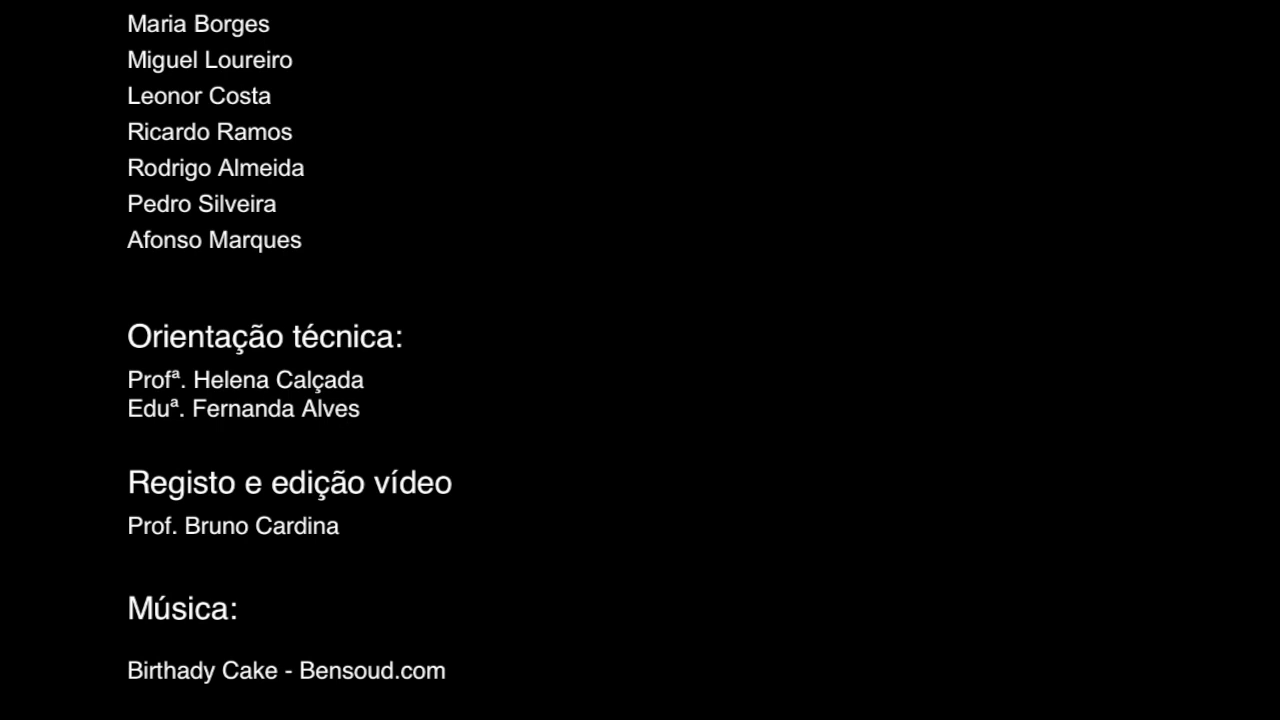 Maria Borges
Miguel Loureiro
Leonor Costa
Ricardo Ramos
Rodrigo Almeida
Pedro Silveira
Afonso Marques
Orientação técnica:
Profª. Helena Calçada
Eduª. Fernanda Alves
Registo e edição vídeo
Prof. Bruno Cardina
Música:
Birthady Cake - Bensoud.com